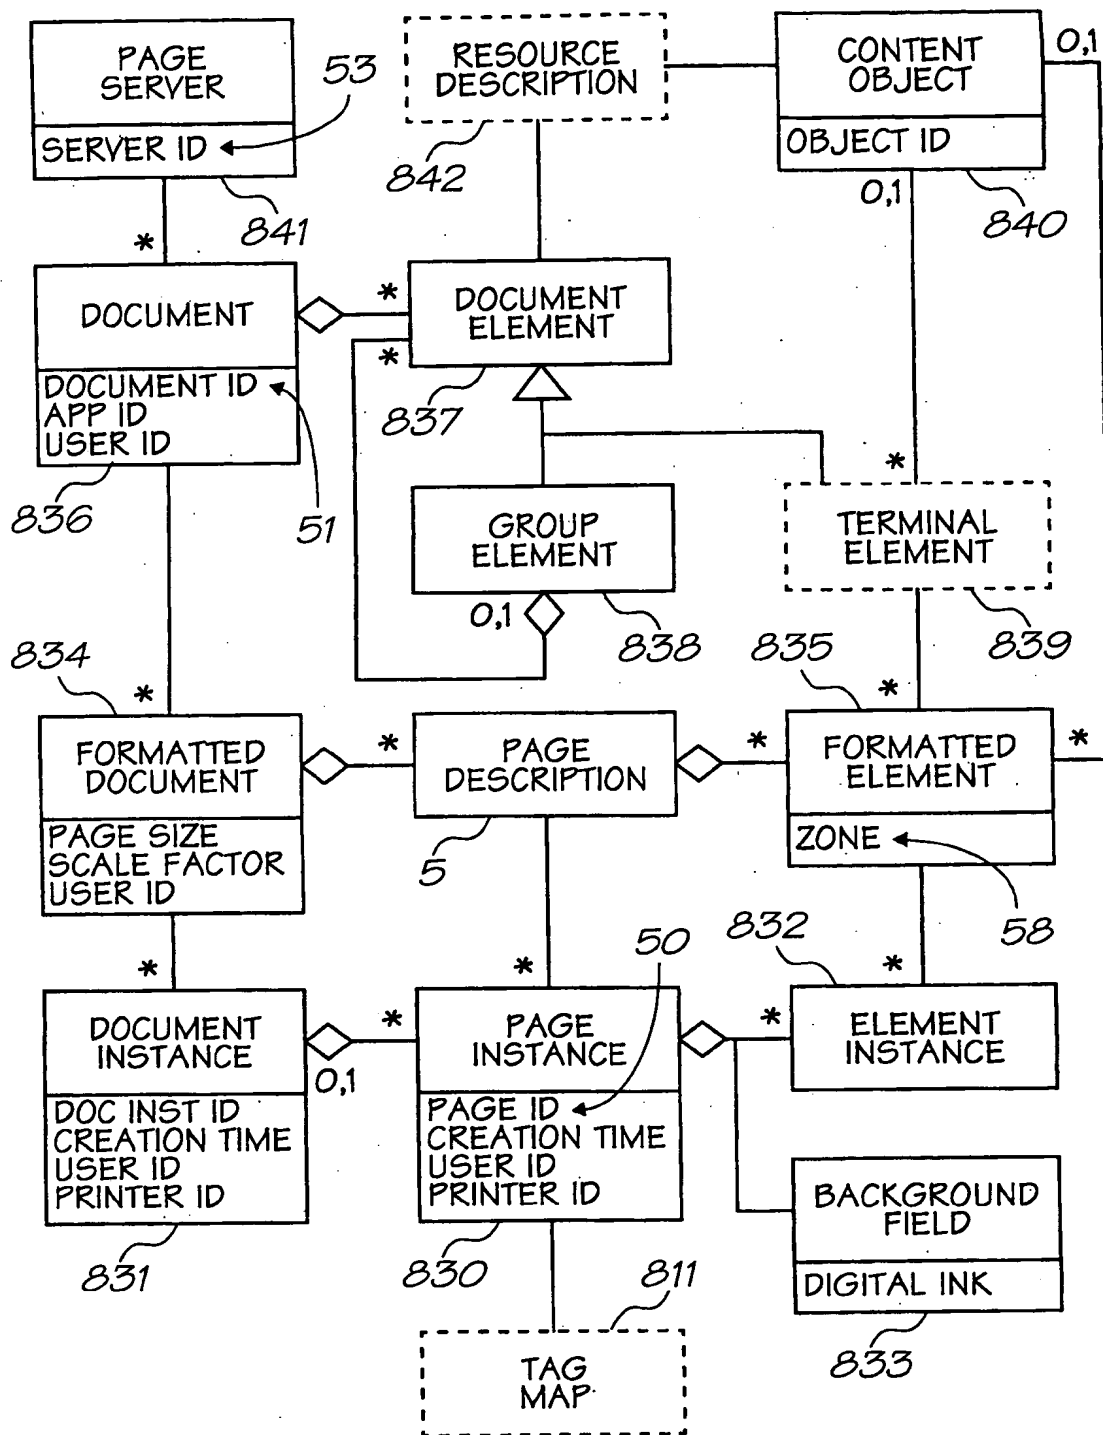 PAGE
SERVER
SERVER ID
53
841
RESOURCE
DESCRIPTION
842
CONTENT
OBJECT
OBJECT ID
0,1
0,1
840
*
DOCUMENT
DOCUMENT ID
APP ID
USER ID
836
51
*
*
DOCUMENT
ELEMENT
837
GROUP
ELEMENT
0,1
838
*
TERMINAL
ELEMENT
839
834
*
FORMATTED
DOCUMENT
PAGE SIZE
SCALE FACTOR
USER ID
*
PAGE
DESCRIPTION
5
835
*
*
*
FORMATTED
ELEMENT
ZONE
58
*
DOCUMENT
INSTANCE
0,1
DOC INST ID
CREATION TIME
USER ID
PRINTER ID
831
*
*
50
PAGE
INSTANCE
PAGE ID
CREATION TIME
USER ID
PRINTER ID
830
832
*
*
ELEMENT
INSTANCE
BACKGROUND
FIELD
DIGITAL INK
833
811
TAG
MAP